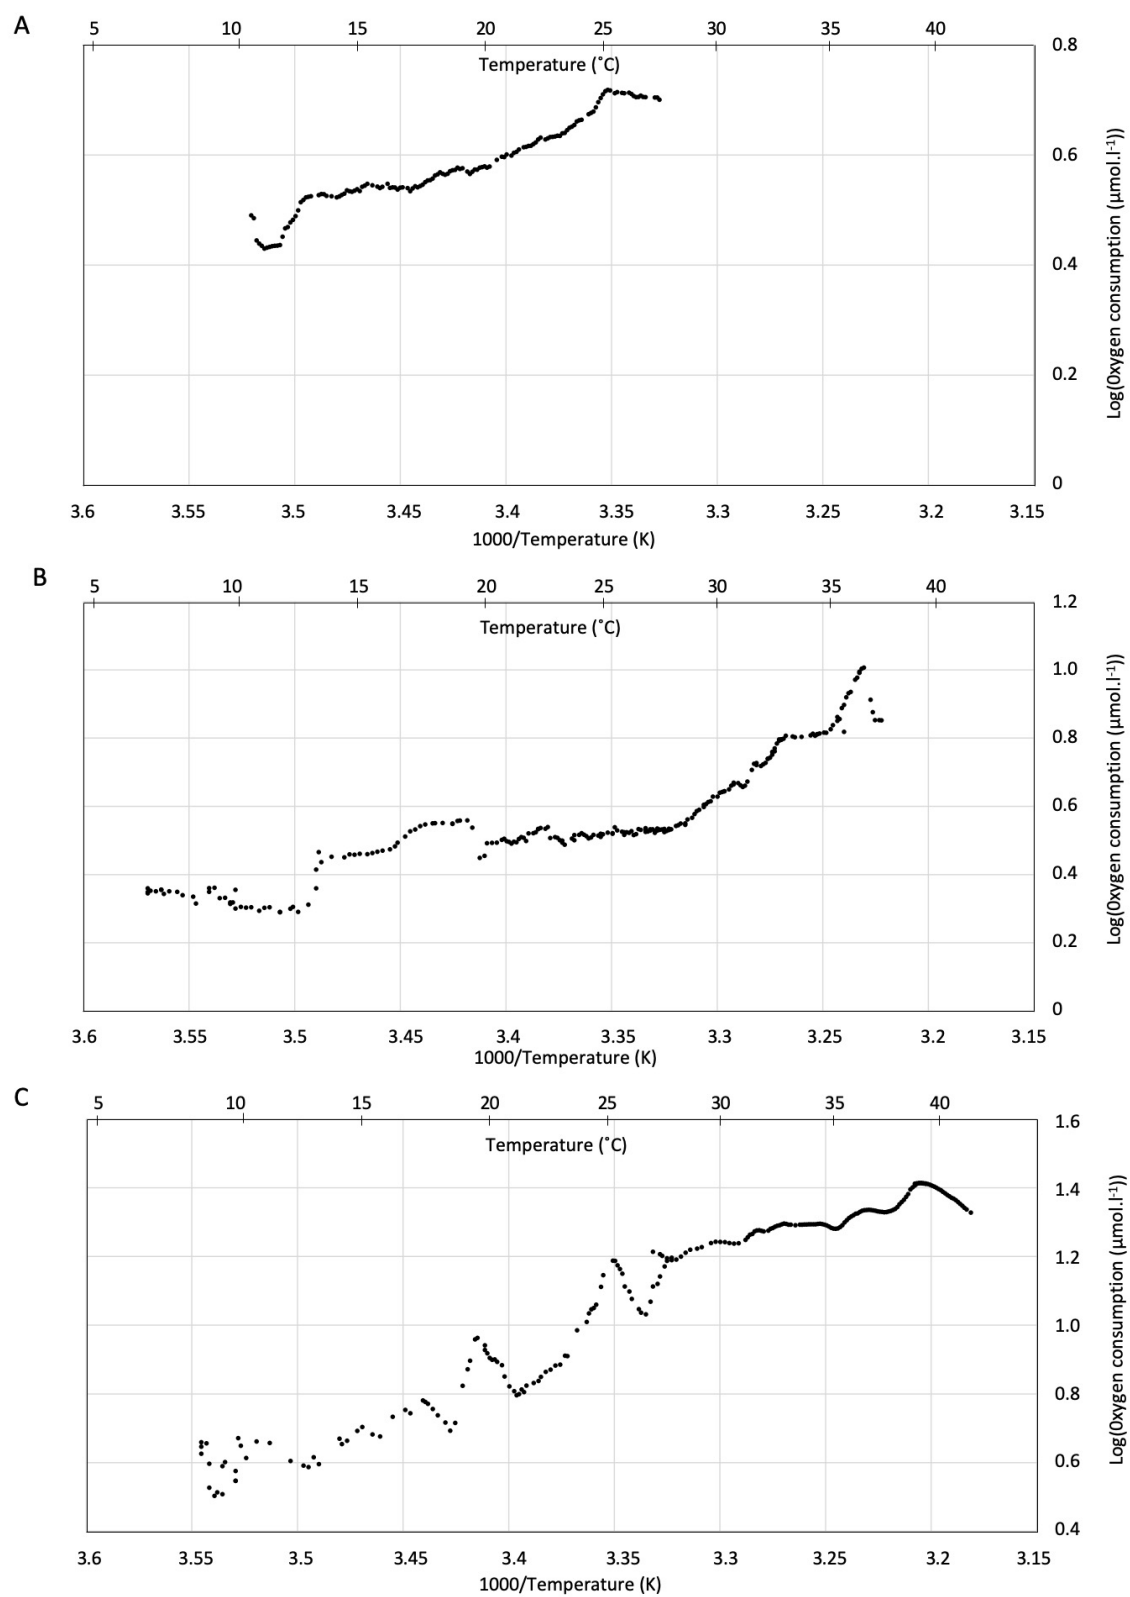 A
5 10 15 20 25 30 35 40
Temperature (˚C)
0.8
0.6
0.4
0.2
0
Log(Oxygen consumption (µmol.l-1))
3.6 3.55 3.5 3.45 3.4 3.35 3.3 3.25 3.2 3.15
1000/Temperature (K)
B
5 10 15 20 25 30 35 40
Temperature (˚C)
1.2
1.0
0.8
0.6
0.4
0.2
0
Log(Oxygen consumption (µmol.l-1))
3.6 3.55 3.5 3.45 3.4 3.35 3.3 3.25 3.2 3.15
1000/Temperature (K)
C
5 10 15 20 25 30 35 40
Temperature (˚C)
1.6
1.4
1.2
1.0
0.8
0.6
0.4
Log(Oxygen consumption (µmol.l-1))
3.6 3.55 3.5 3.45 3.4 3.35 3.3 3.25 3.2 3.15
1000/Temperature (K)